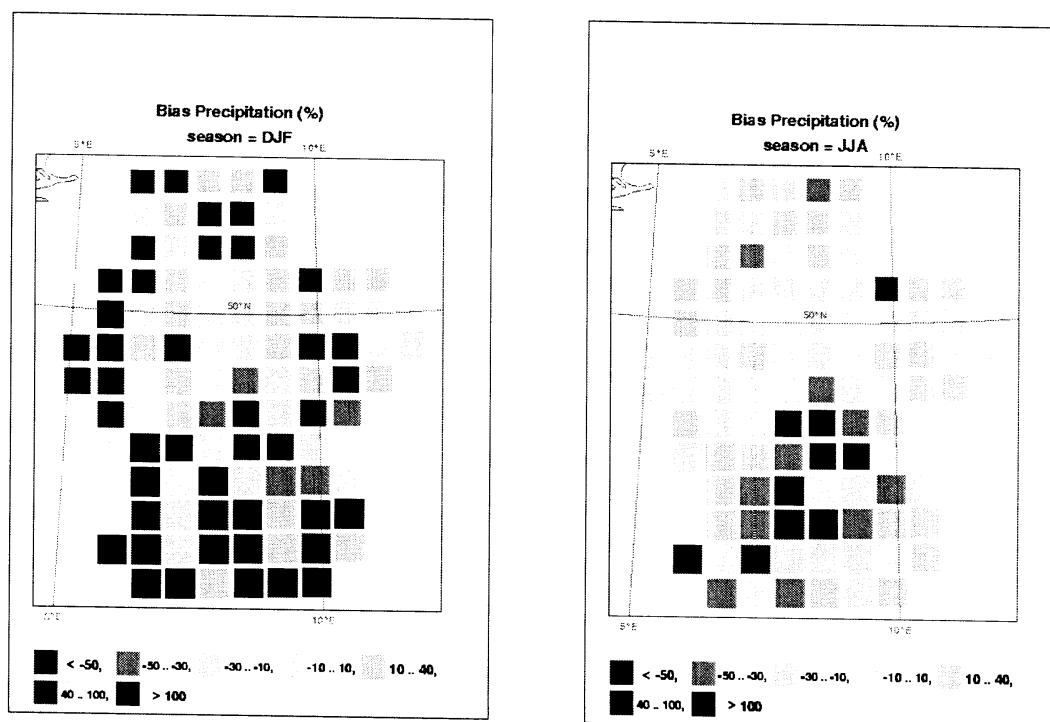 Bias Precipitation (%)
season = DJF
5°E
10°E
50°N
10°E
< -50, -50 .. -30, -30 .. -10, -10 .. 10, 10 .. 40,
40 .. 100, > 100
Bias Precipitation (%)
season = JJA
5°E
10°E
50°N
5°E
10°E
< -50, -50 .. -30, -30 .. -10, -10 .. 10, 10 .. 40,
40 .. 100, > 100